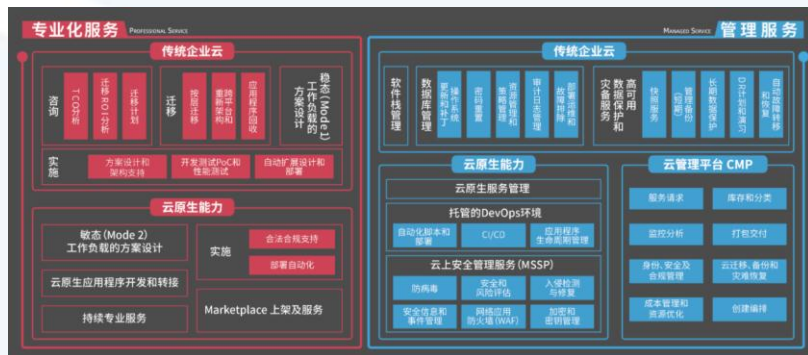 专业化服务 PROFESSIONAL SERVICE
传统企业云
咨询
TCO分析
迁移ROI分析
迁移计划
迁移
按层迁移
跨平台和
重新架构
应用程序回收
稳态(Mode 1)
工作负载的
方案设计
实施
方案设计和
架构支持
开发测试PoC和
性能测试
自动扩展设计和
部署
云原生能力
敏态(Mode 2)
工作负载的方案设计
云原生应用程序开发和转接
持续专业服务
实施
合法合规支持
部署自动化
Marketplace 上架及服务
MANAGED SERVICE 管理服务
传统企业云
软件栈管理
数据库管理
操作系统
更新和补丁
密码重置
资源管理和
策略管理
审计日志管理
部署运维和
故障排除
高可用
数据保护和
灾备服务
快照服务
管理备份
(短期)
长期数据保护
DR计划和演习
自动故障转移
和恢复
云原生能力
云原生服务管理
托管的DevOps环境
自动化脚本和
部署
CI/CD
应用程序
生命周期管理
云上安全管理服务(MSSP)
防病毒
安全和
风险评估
入侵检测
与修复
安全信息和
事件管理
网络应用
防火墙(WAF)
加密和
密钥管理
云管理平台 CMP
服务请求
库存和分类
监控分析
打包交付
身份、安全及
合规管理
云迁移、备份和
灾难恢复
成本管理和
资源优化
创建编排